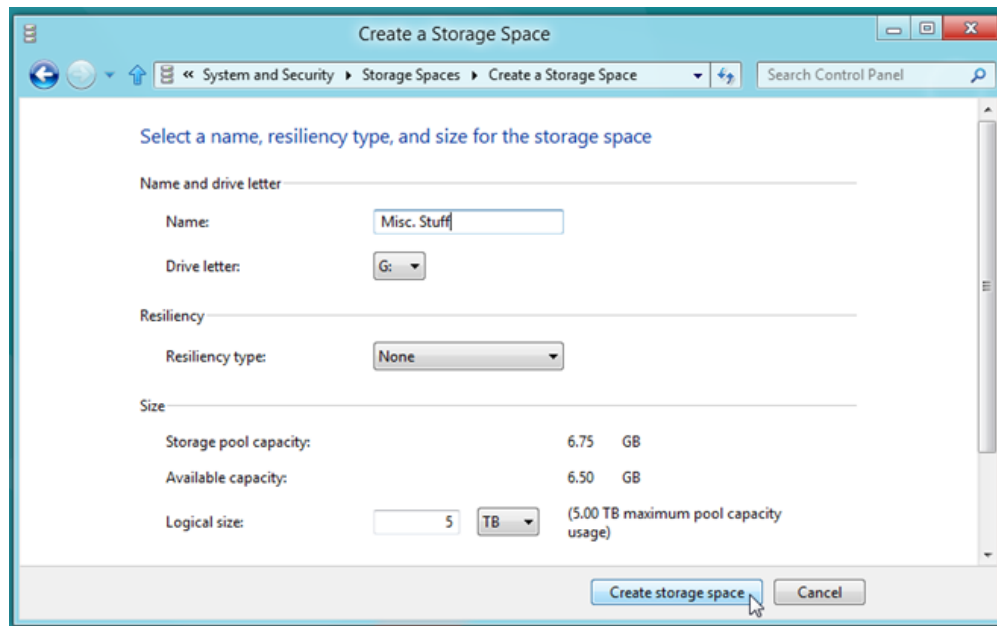 Create a Storage Space
« System and Security ▸ Storage Spaces ▸ Create a Storage Space
Search Control Panel
Select a name, resiliency type, and size for the storage space
Name and drive letter
Name: Misc. Stuff
Drive letter: G:
Resiliency
Resiliency type: None
Size
Storage pool capacity: 6.75 GB
Available capacity: 6.50 GB
Logical size: 5 TB (5.00 TB maximum pool capacity
usage)
Create storage space Cancel